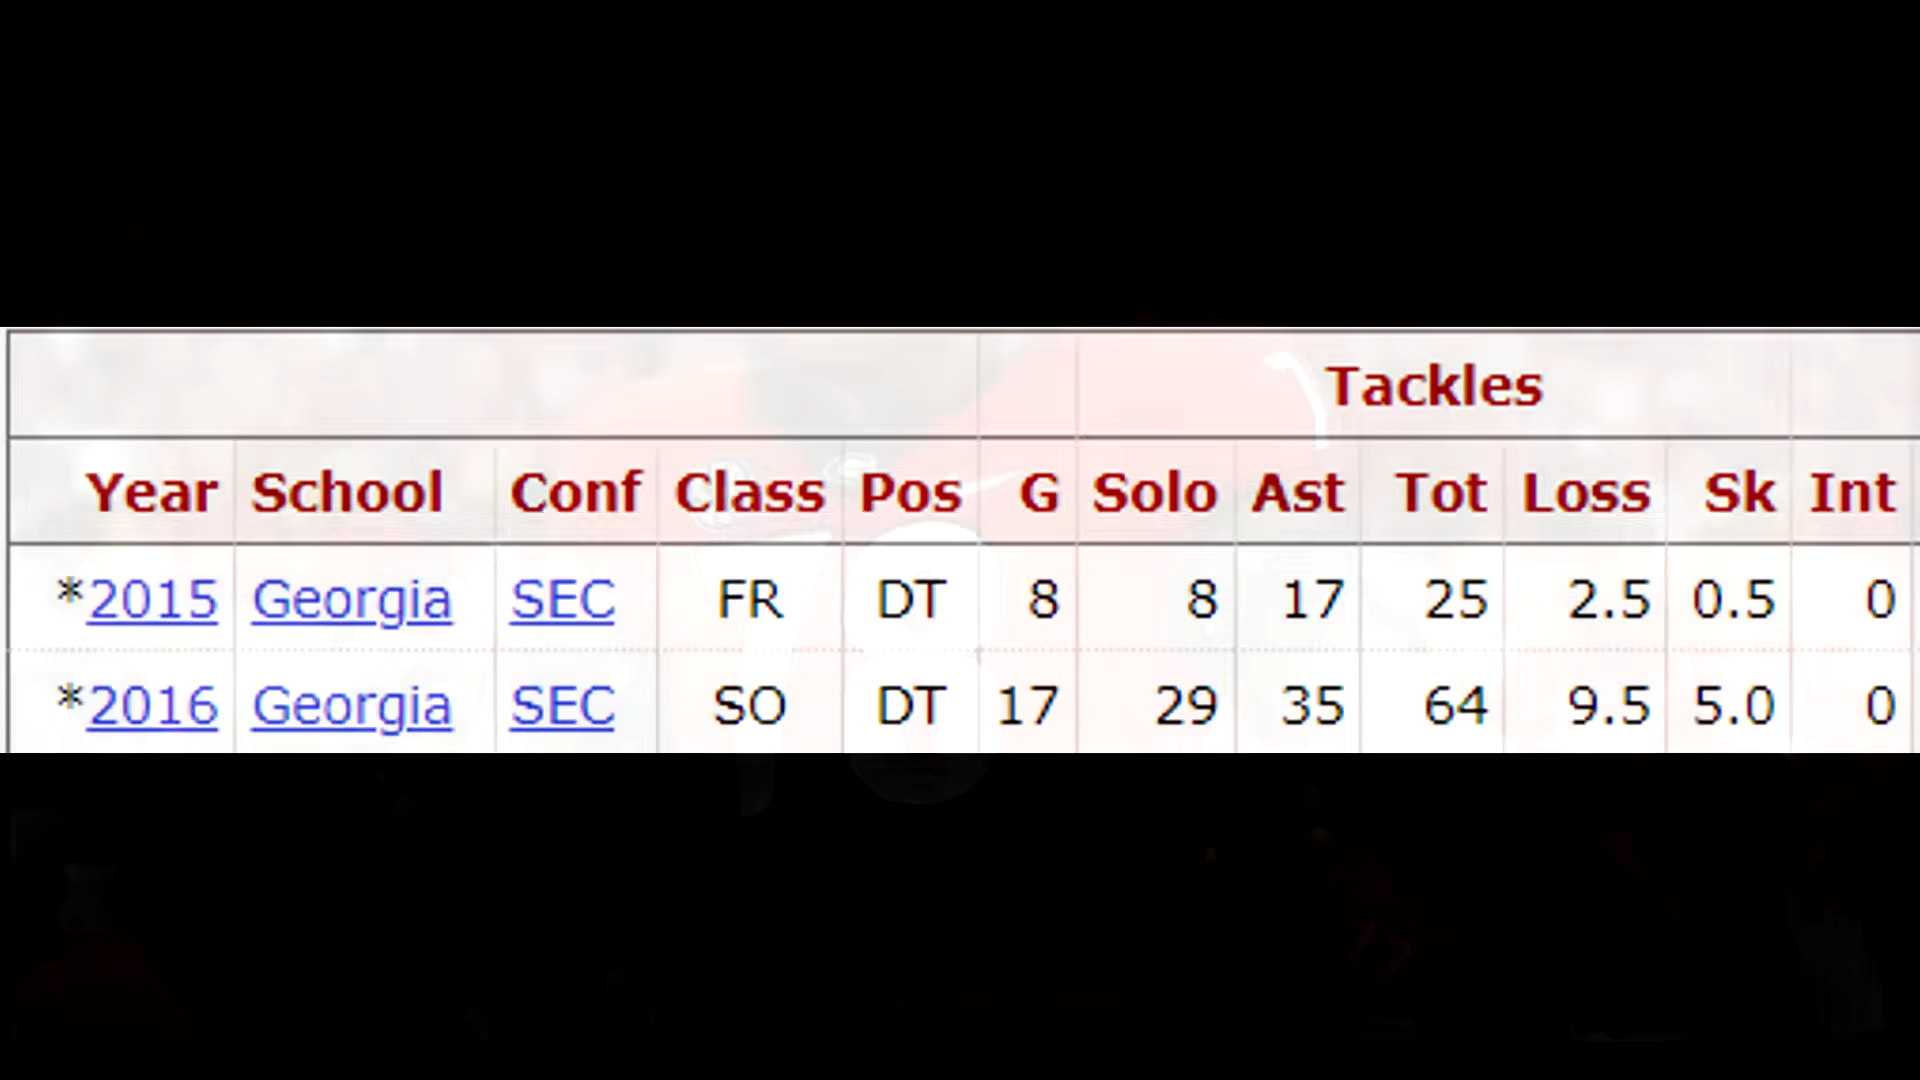 Tackles
Year School Conf Class Pos G Solo Ast Tot Loss Sk Int
*2015 Georgia SEC FR DT 8 8 17 25 2.5 0.5 0
*2016 Georgia SEC SO DT 17 29 35 64 9.5 5.0 0